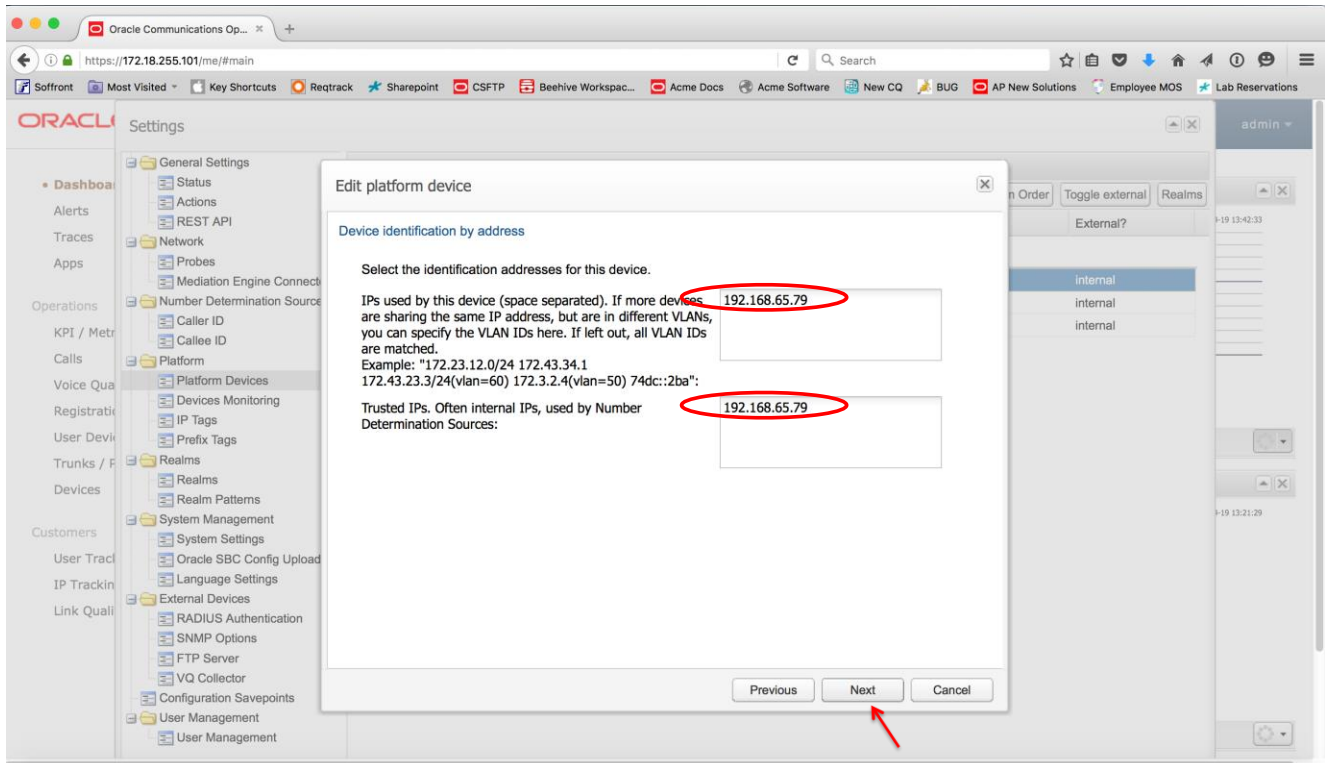 Oracle Communications Op... × +
https://172.18.255.101/me/#main
Search
Soffront Most Visited Key Shortcuts Reqtrack Sharepoint CSFTP Beehive Workspac... Acme Docs Acme Software New CQ BUG AP New Solutions Employee MOS Lab Reservations
ORACL
Settings
admin
General Settings
Status
Actions
REST API
Network
Probes
Mediation Engine Connect
Number Determination Source
Caller ID
Callee ID
Platform
Platform Devices
Devices Monitoring
IP Tags
Prefix Tags
Realms
Realms
Realm Patterns
System Management
System Settings
Oracle SBC Config Upload
Language Settings
External Devices
RADIUS Authentication
SNMP Options
FTP Server
VQ Collector
Configuration Savepoints
User Management
User Management
• Dashboa
Alerts
Traces
Apps
Operations
KPI / Metr
Calls
Voice Qua
Registrati
User Devi
Trunks / P
Devices
Customers
User Track
IP Trackin
Link Quali
Edit platform device
Device identification by address
Select the identification addresses for this device.
IPs used by this device (space separated). If more devices
are sharing the same IP address, but are in different VLANs,
you can specify the VLAN IDs here. If left out, all VLAN IDs
are matched.
Example: "172.23.12.0/24 172.43.34.1
172.43.23.3/24(vlan=60) 172.3.2.4(vlan=50) 74dc::2ba":
192.168.65.79
Trusted IPs. Often internal IPs, used by Number
Determination Sources:
192.168.65.79
Previous Next Cancel
n Order Toggle external Realms
External?
internal
internal
internal
-19 13:42:33
-19 13:21:29